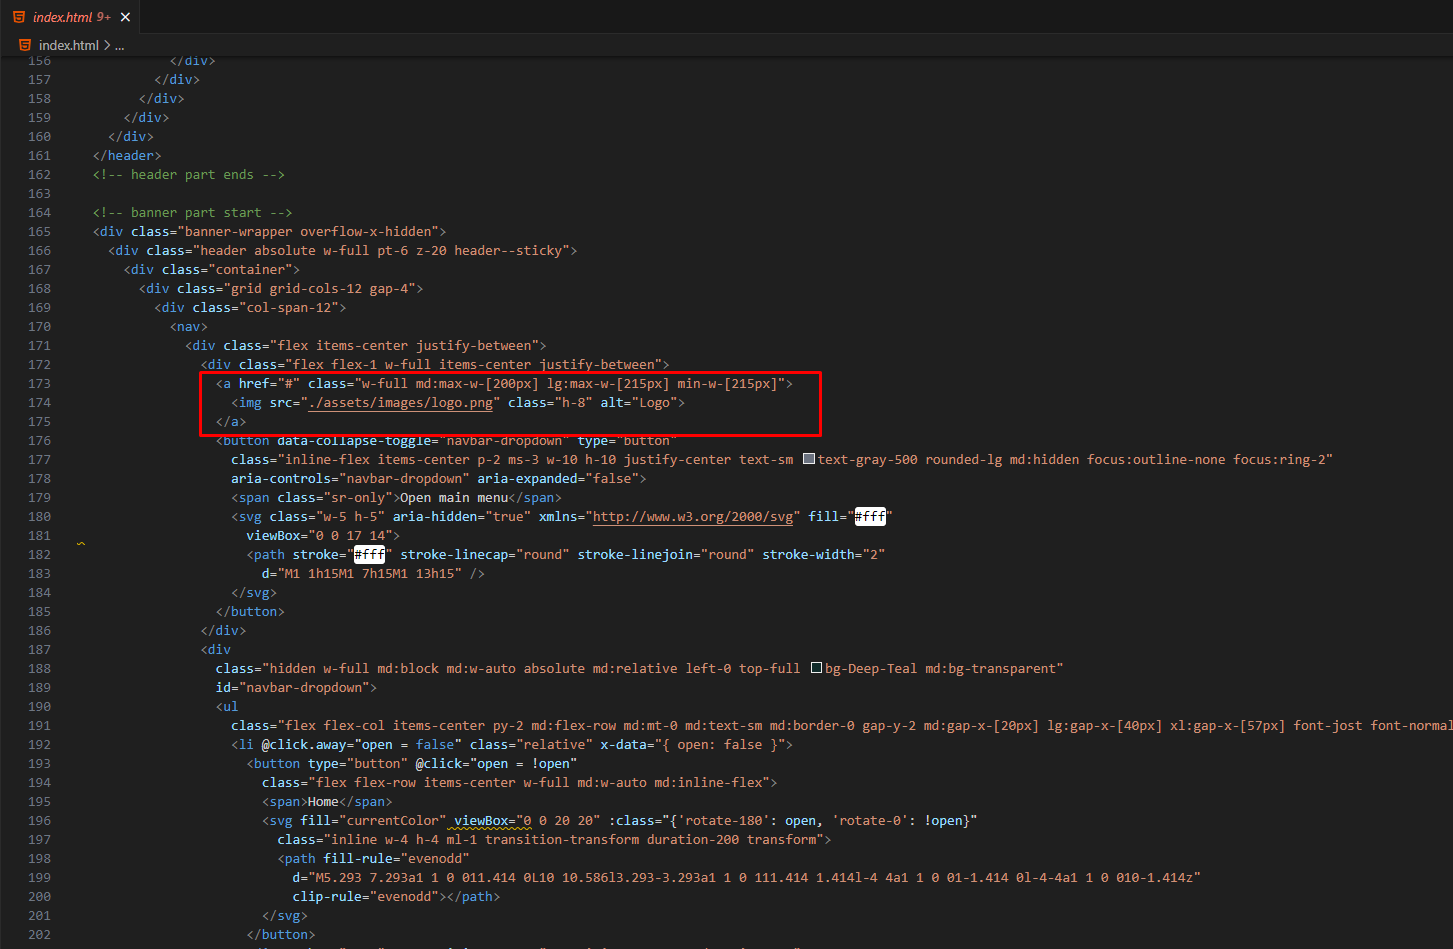 index.html 9+ ×
index.html > ...
156 </div>
157 </div>
158 </div>
159 </div>
160 </div>
161 </header>
162 <!-- header part ends -->
163
164 <!-- banner part start -->
165 <div class="banner-wrapper overflow-x-hidden">
166 <div class="header absolute w-full pt-6 z-20 header--sticky">
167 <div class="container">
168 <div class="grid grid-cols-12 gap-4">
169 <div class="col-span-12">
170 <nav>
171 <div class="flex items-center justify-between">
172 <div class="flex flex-1 w-full items-center justify-between">
173 <a href="#" class="w-full md:max-w-[200px] lg:max-w-[215px] min-w-[215px]">
174 <img src="./assets/images/logo.png" class="h-8" alt="Logo">
175 </a>
176 <button data-collapse-toggle="navbar-dropdown" type="button"
177 class="inline-flex items-center p-2 ms-3 w-10 h-10 justify-center text-sm text-gray-500 rounded-lg md:hidden focus:outline-none focus:ring-2"
178 aria-controls="navbar-dropdown" aria-expanded="false">
179 <span class="sr-only">Open main menu</span>
180 <svg class="w-5 h-5" aria-hidden="true" xmlns="http://www.w3.org/2000/svg" fill="#fff"
181 viewBox="0 0 17 14">
182 <path stroke="#fff" stroke-linecap="round" stroke-linejoin="round" stroke-width="2"
183 d="M1 1h15M1 7h15M1 13h15" />
184 </svg>
185 </button>
186 </div>
187 <div
188 class="hidden w-full md:block md:w-auto absolute md:relative left-0 top-full bg-Deep-Teal md:bg-transparent"
189 id="navbar-dropdown">
190 <ul
191 class="flex flex-col items-center py-2 md:flex-row md:mt-0 md:text-sm md:border-0 gap-y-2 md:gap-x-[20px] lg:gap-x-[40px] xl:gap-x-[57px] font-jost font-normal
192 <li @click.away="open = false" class="relative" x-data="{ open: false }">
193 <button type="button" @click="open = !open"
194 class="flex flex-row items-center w-full md:w-auto md:inline-flex">
195 <span>Home</span>
196 <svg fill="currentColor" viewBox="0 0 20 20" :class="{'rotate-180': open, 'rotate-0': !open}"
197 class="inline w-4 h-4 ml-1 transition-transform duration-200 transform">
198 <path fill-rule="evenodd"
199 d="M5.293 7.293a1 1 0 011.414 0L10 10.586l3.293-3.293a1 1 0 111.414 1.414l-4 4a1 1 0 01-1.414 0l-4-4a1 1 0 010-1.414z"
200 clip-rule="evenodd"></path>
201 </svg>
202 </button>